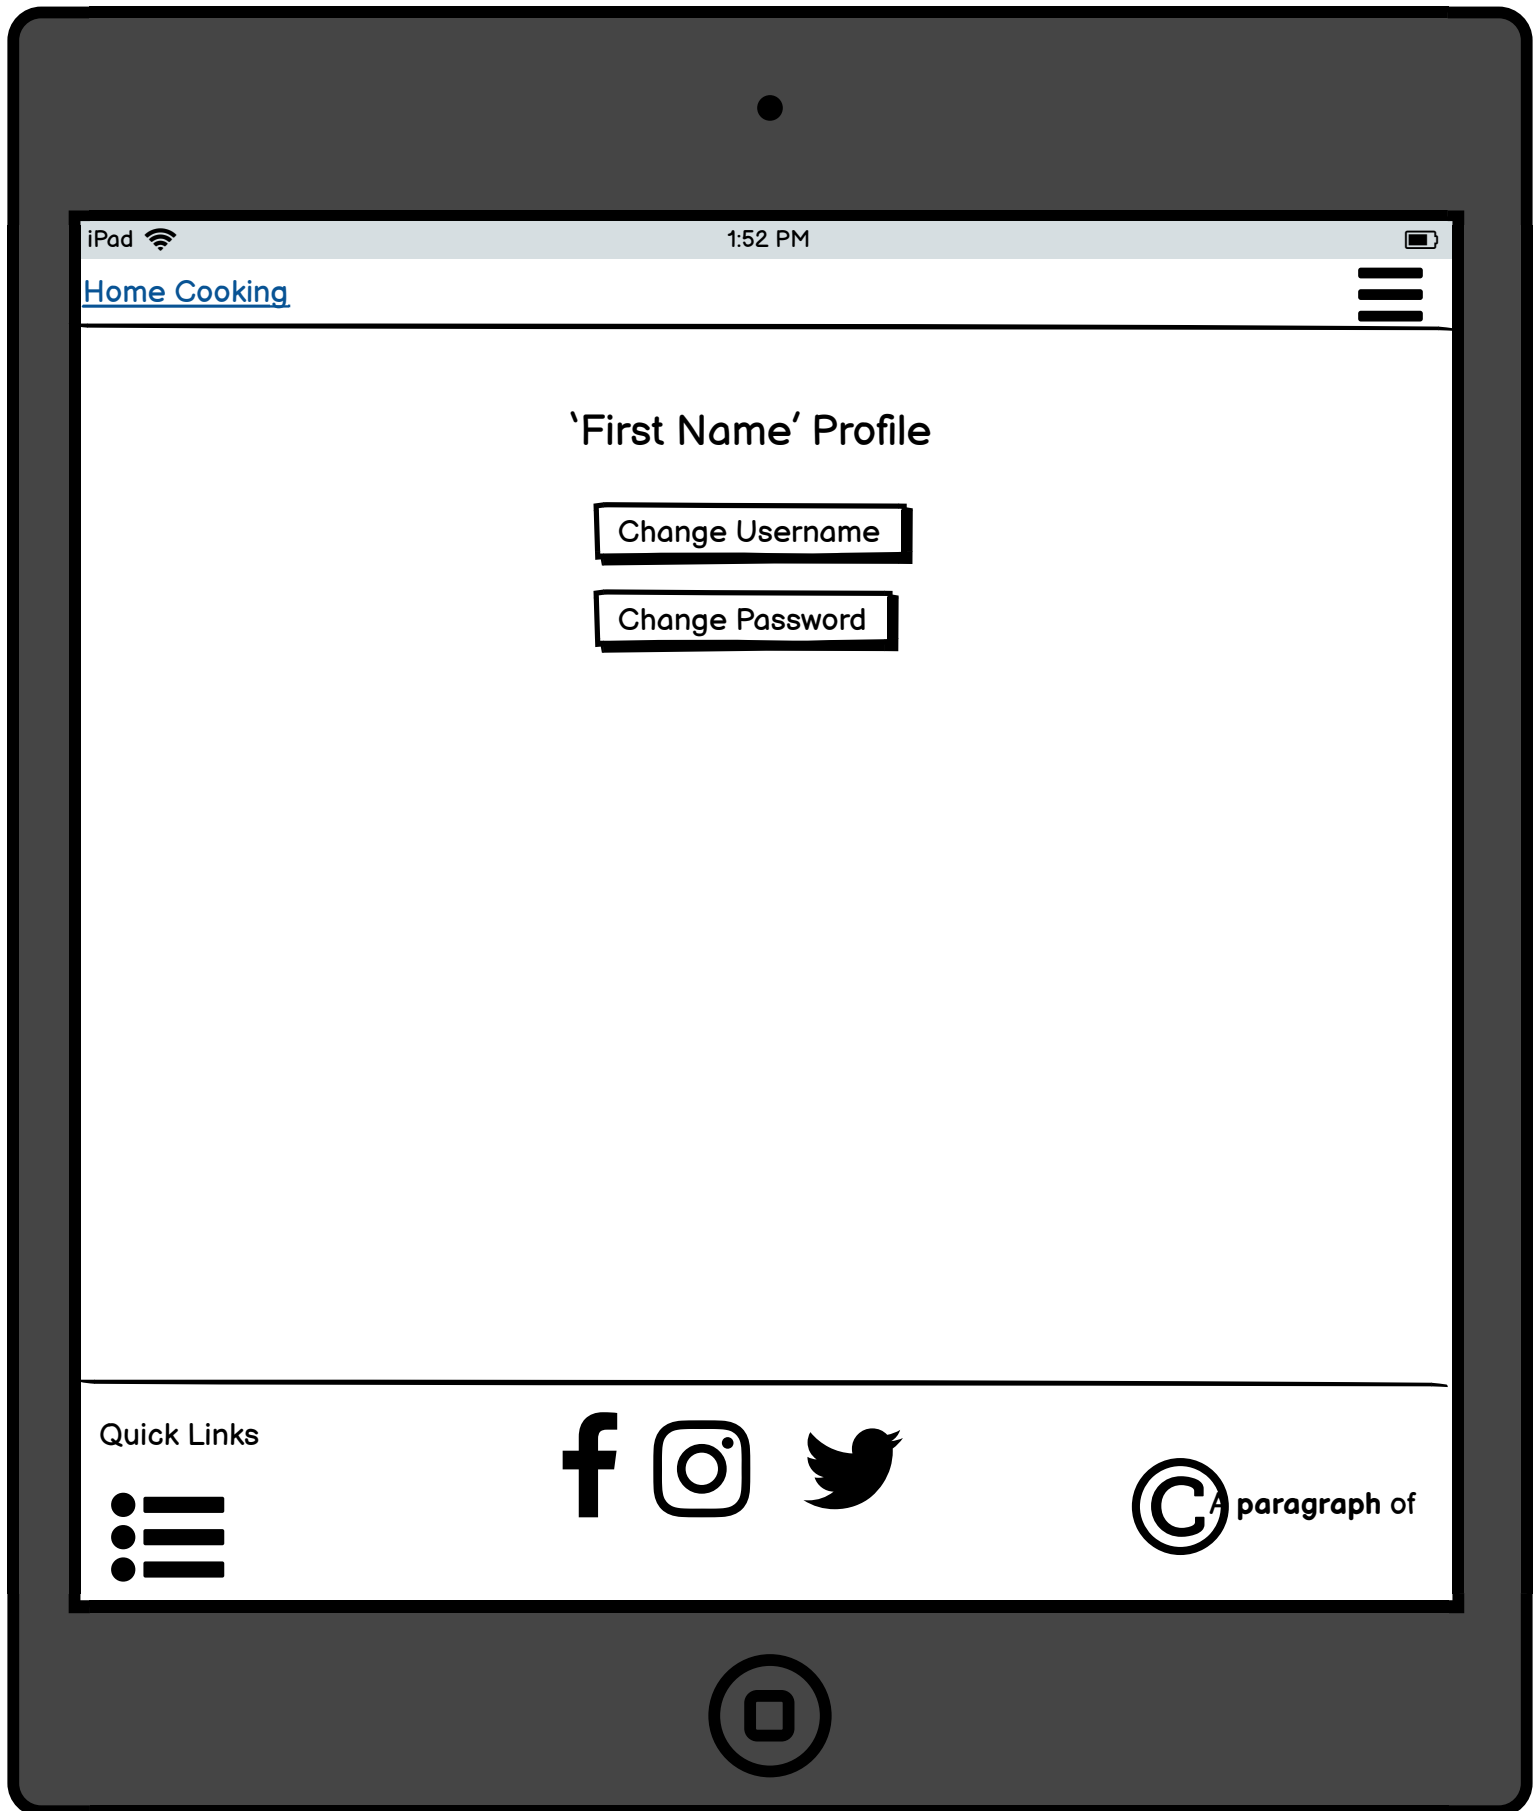 iPad
1:52 PM
Home Cooking
‘First Name’ Profile
Change Username
Change Password
Quick Links
© A paragraph of